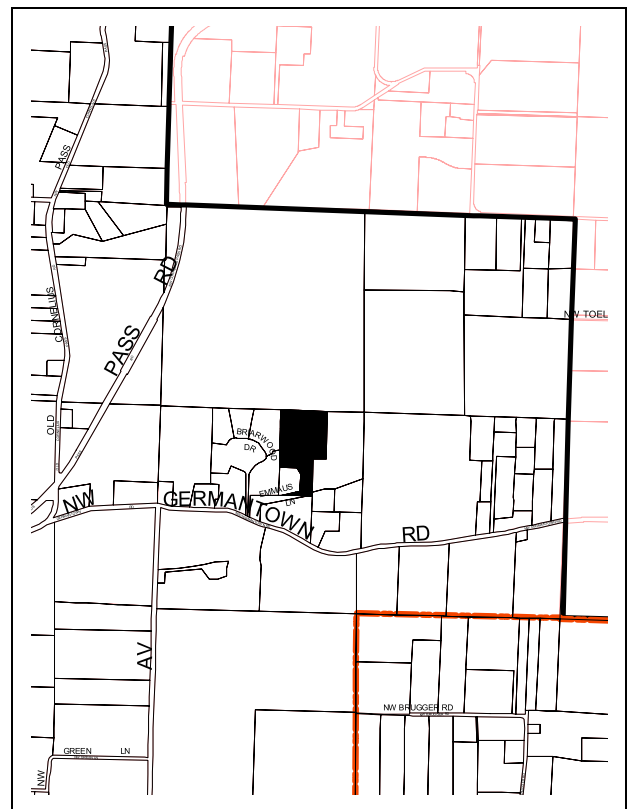 PASS
RD
PASS
CORNELIUS
OLD
NW TOEL
BRIARWOOD
DR
EMMAUS
LN
NW GERMANTOWN RD
AV
NW BRUGGER RD
GREEN LN
NW